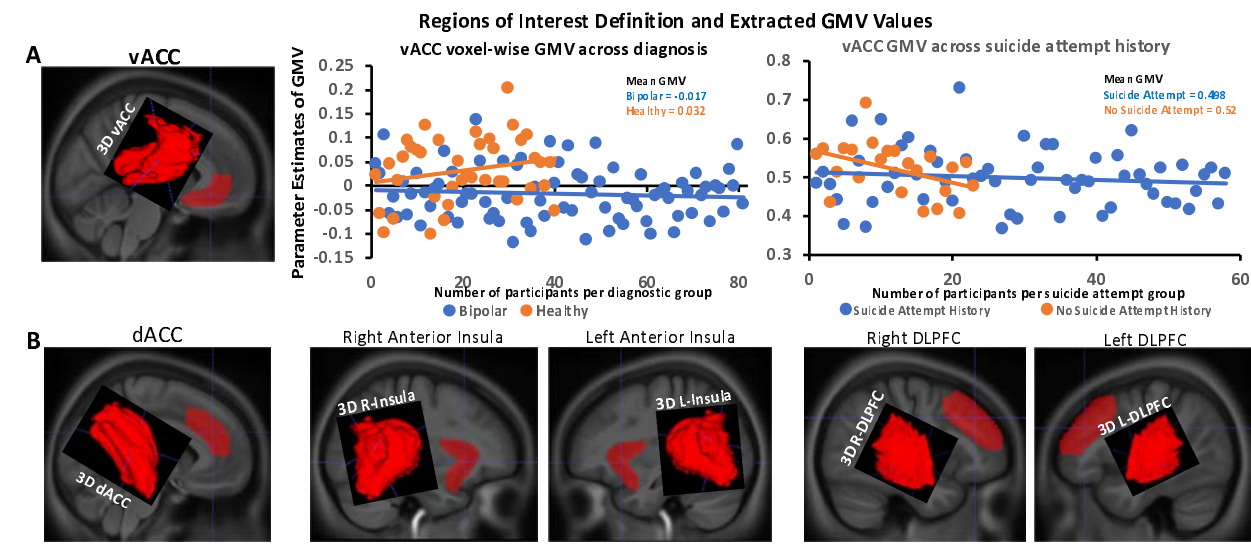 Regions of Interest Definition and Extracted GMV Values
A
vACC
3D vACC
vACC voxel-wise GMV across diagnosis
Parameter Estimates of GMV
0.25
0.2
0.15
0.1
0.05
0
-0.05
-0.1
-0.15
Mean GMV
Bipolar = -0.017
Healthy = 0.032
0 20 40 60 80
Number of participants per diagnostic group
Bipolar Healthy
vACC GMV across suicide attempt history
0.8
0.7
0.6
0.5
0.4
0.3
Mean GMV
Suicide Attempt = 0.498
No Suicide Attempt = 0.52
0 20 40 60
Number of participants per suicide attempt group
Suicide Attempt History No Suicide Attempt History
B
dACC
3D dACC
Right Anterior Insula
3D R-Insula
Left Anterior Insula
3D L-Insula
Right DLPFC
3D R-DLPFC
Left DLPFC
3D L-DLPFC